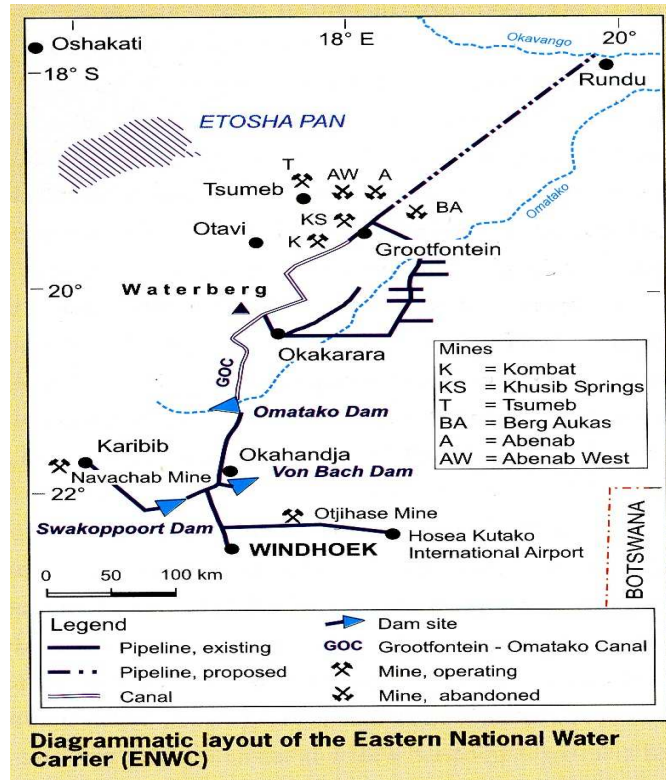 Oshakati
18° S
18° E
20°
Okavango
Rundu
ETOSHA PAN
T
AW
A
Tsumeb
KS
BA
Omatako
Otavi
K
Grootfontein
20°
Waterberg
Okakarara
GOC
Mines
K = Kombat
KS = Khusib Springs
T = Tsumeb
BA = Berg Aukas
A = Abenab
AW = Abenab West
Omatako Dam
Karibib
Okahandja
Navachab Mine
Von Bach Dam
22°
Swakoppoort Dam
Otjihase Mine
WINDHOEK
Hosea Kutako
International Airport
BOTSWANA
0 50 100 km
Legend
Pipeline, existing
Pipeline, proposed
Canal
Dam site
GOC Grootfontein - Omatako Canal
Mine, operating
Mine, abandoned
Diagrammatic layout of the Eastern National Water
Carrier (ENWC)